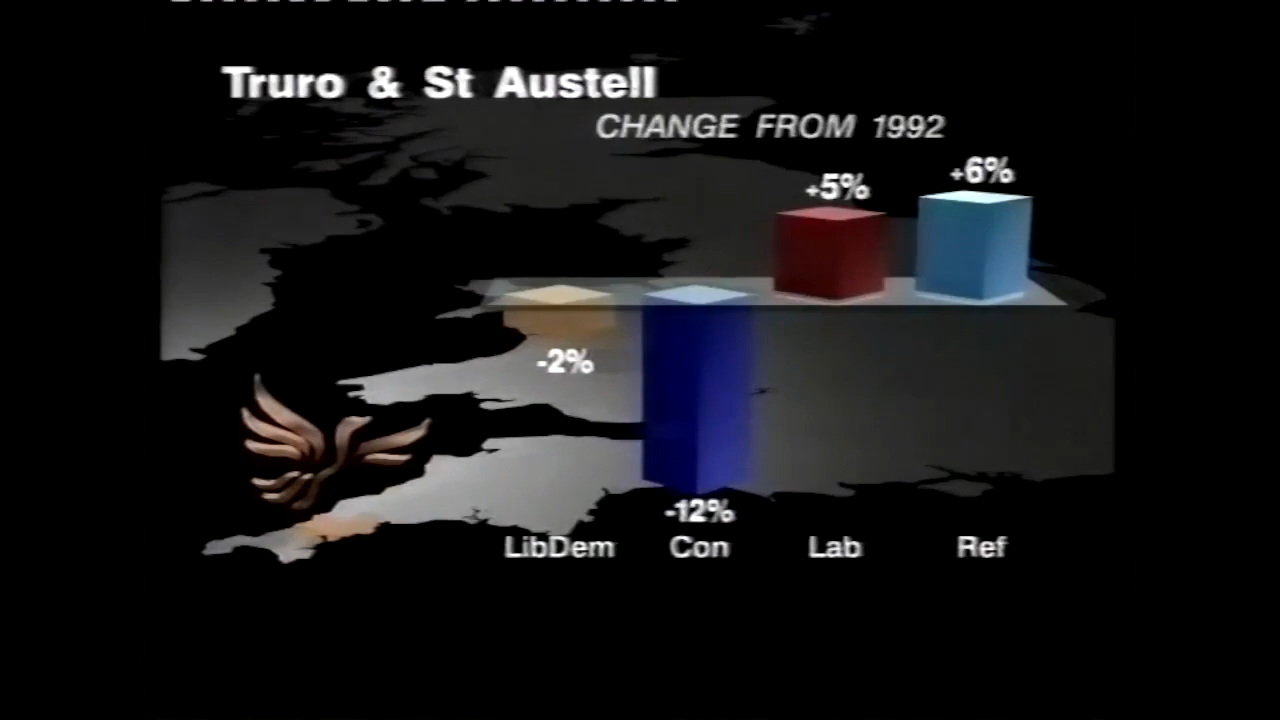 Truro & St Austell
CHANGE FROM 1992
+5%
+6%
-2%
-12%
LibDem Con Lab Ref